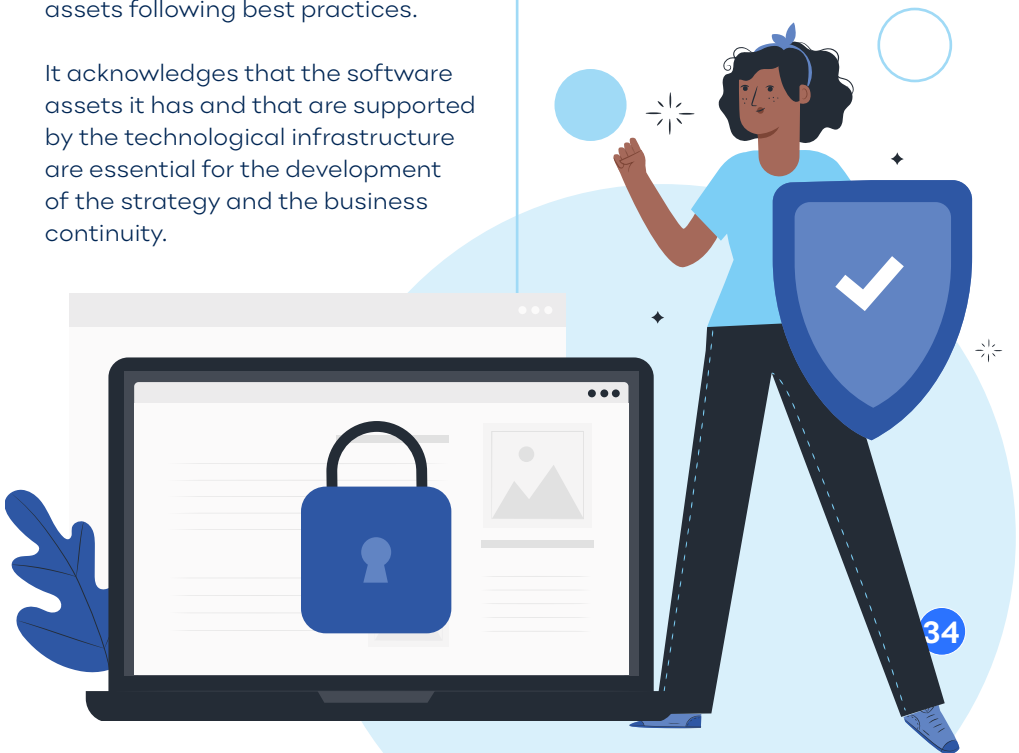 assets following best practices.
It acknowledges that the software
assets it has and that are supported
by the technological infrastructure
are essential for the development
of the strategy and the business
continuity.
34